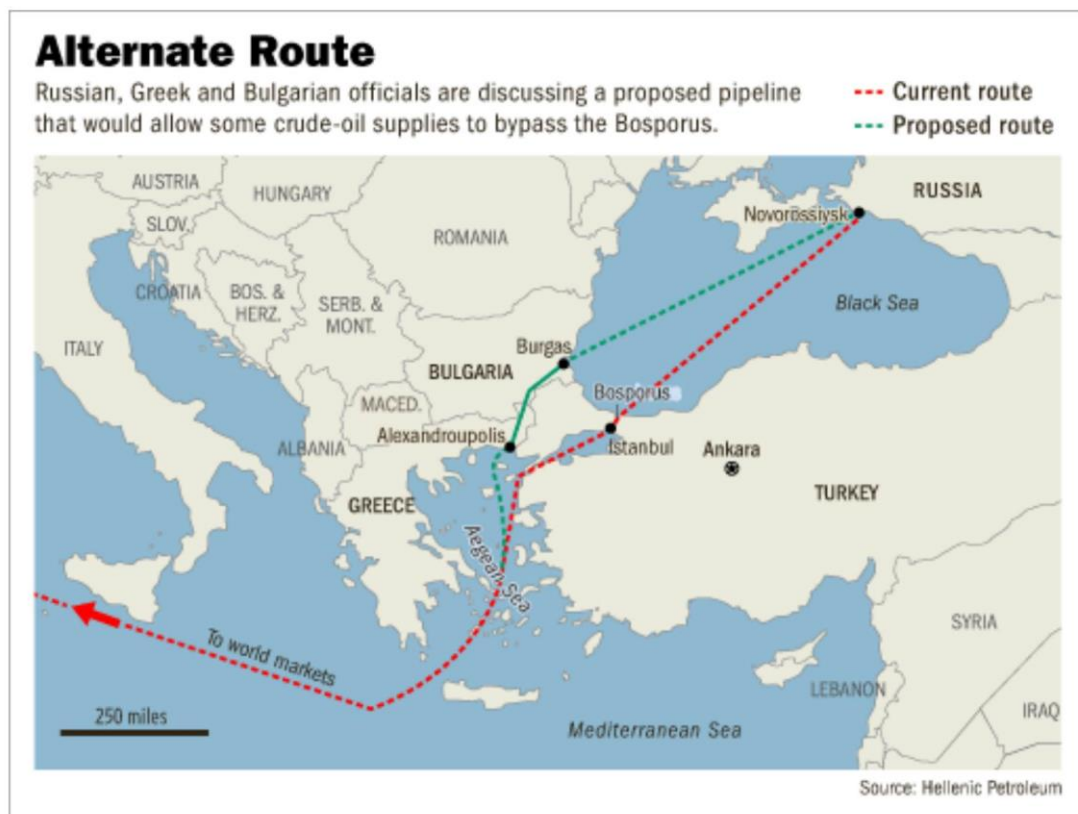 Alternate Route
Russian, Greek and Bulgarian officials are discussing a proposed pipeline
that would allow some crude-oil supplies to bypass the Bosporus.
Current route
Proposed route
AUSTRIA
HUNGARY
RUSSIA
SLOV.
Novorossiysk
ROMANIA
CROATIA
BOS. &
HERZ.
SERB. &
MONT.
Black Sea
ITALY
Burgas
BULGARIA
Bosporus
MACED.
Alexandroupolis
ALBANIA
Istanbul
Ankara
GREECE
TURKEY
Aegean Sea
SYRIA
To world markets
LEBANON
250 miles
IRAQ
Mediterranean Sea
Source: Hellenic Petroleum